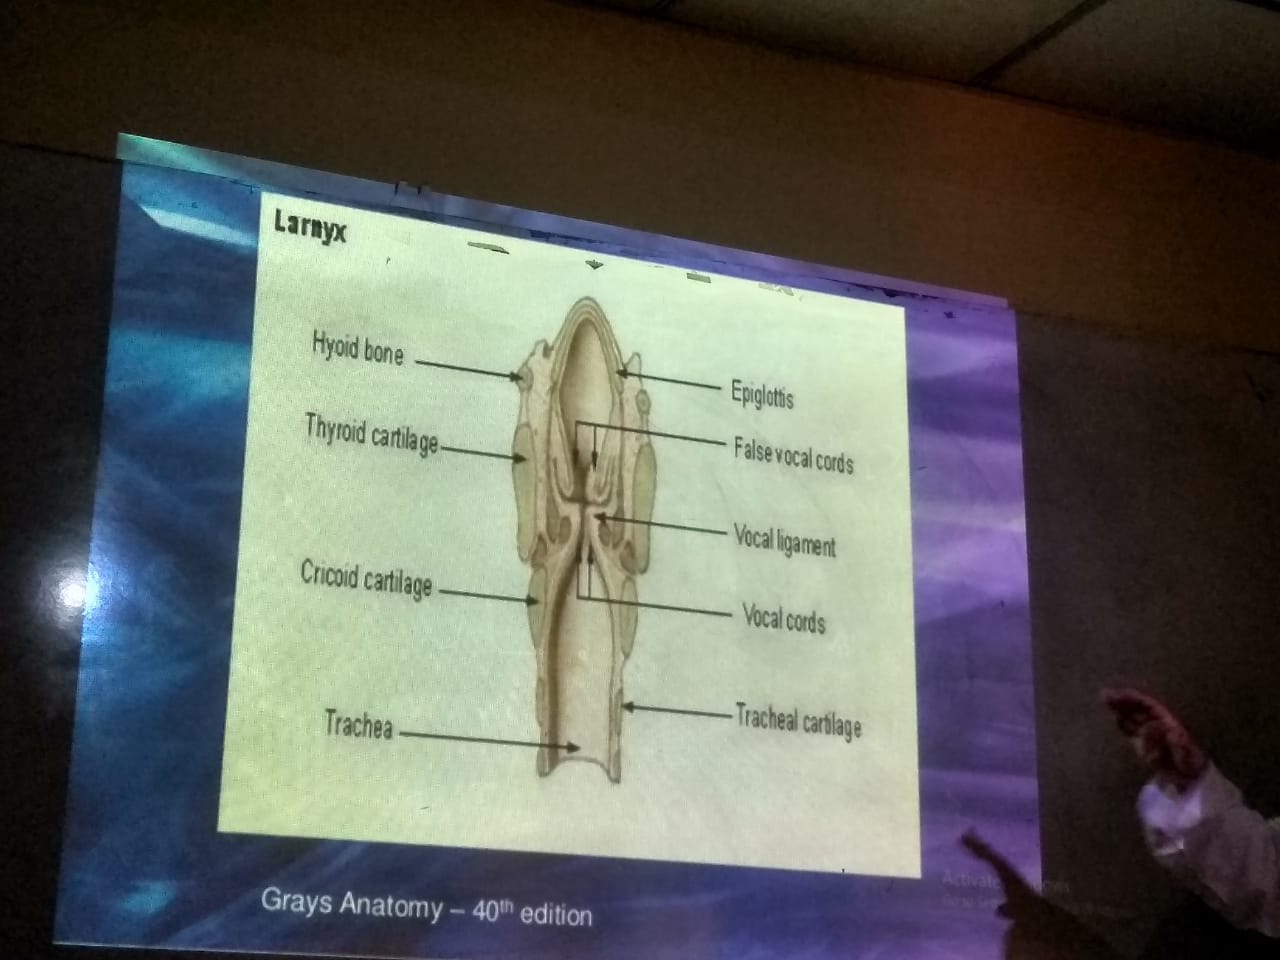 Larnyx
Hyoid bone
Epiglottis
Thyroid cartilage
False vocal cords
Vocal ligament
Cricoid cartilage
Vocal cords
Trachea
Tracheal cartilage
Grays Anatomy – 40th edition
Activate